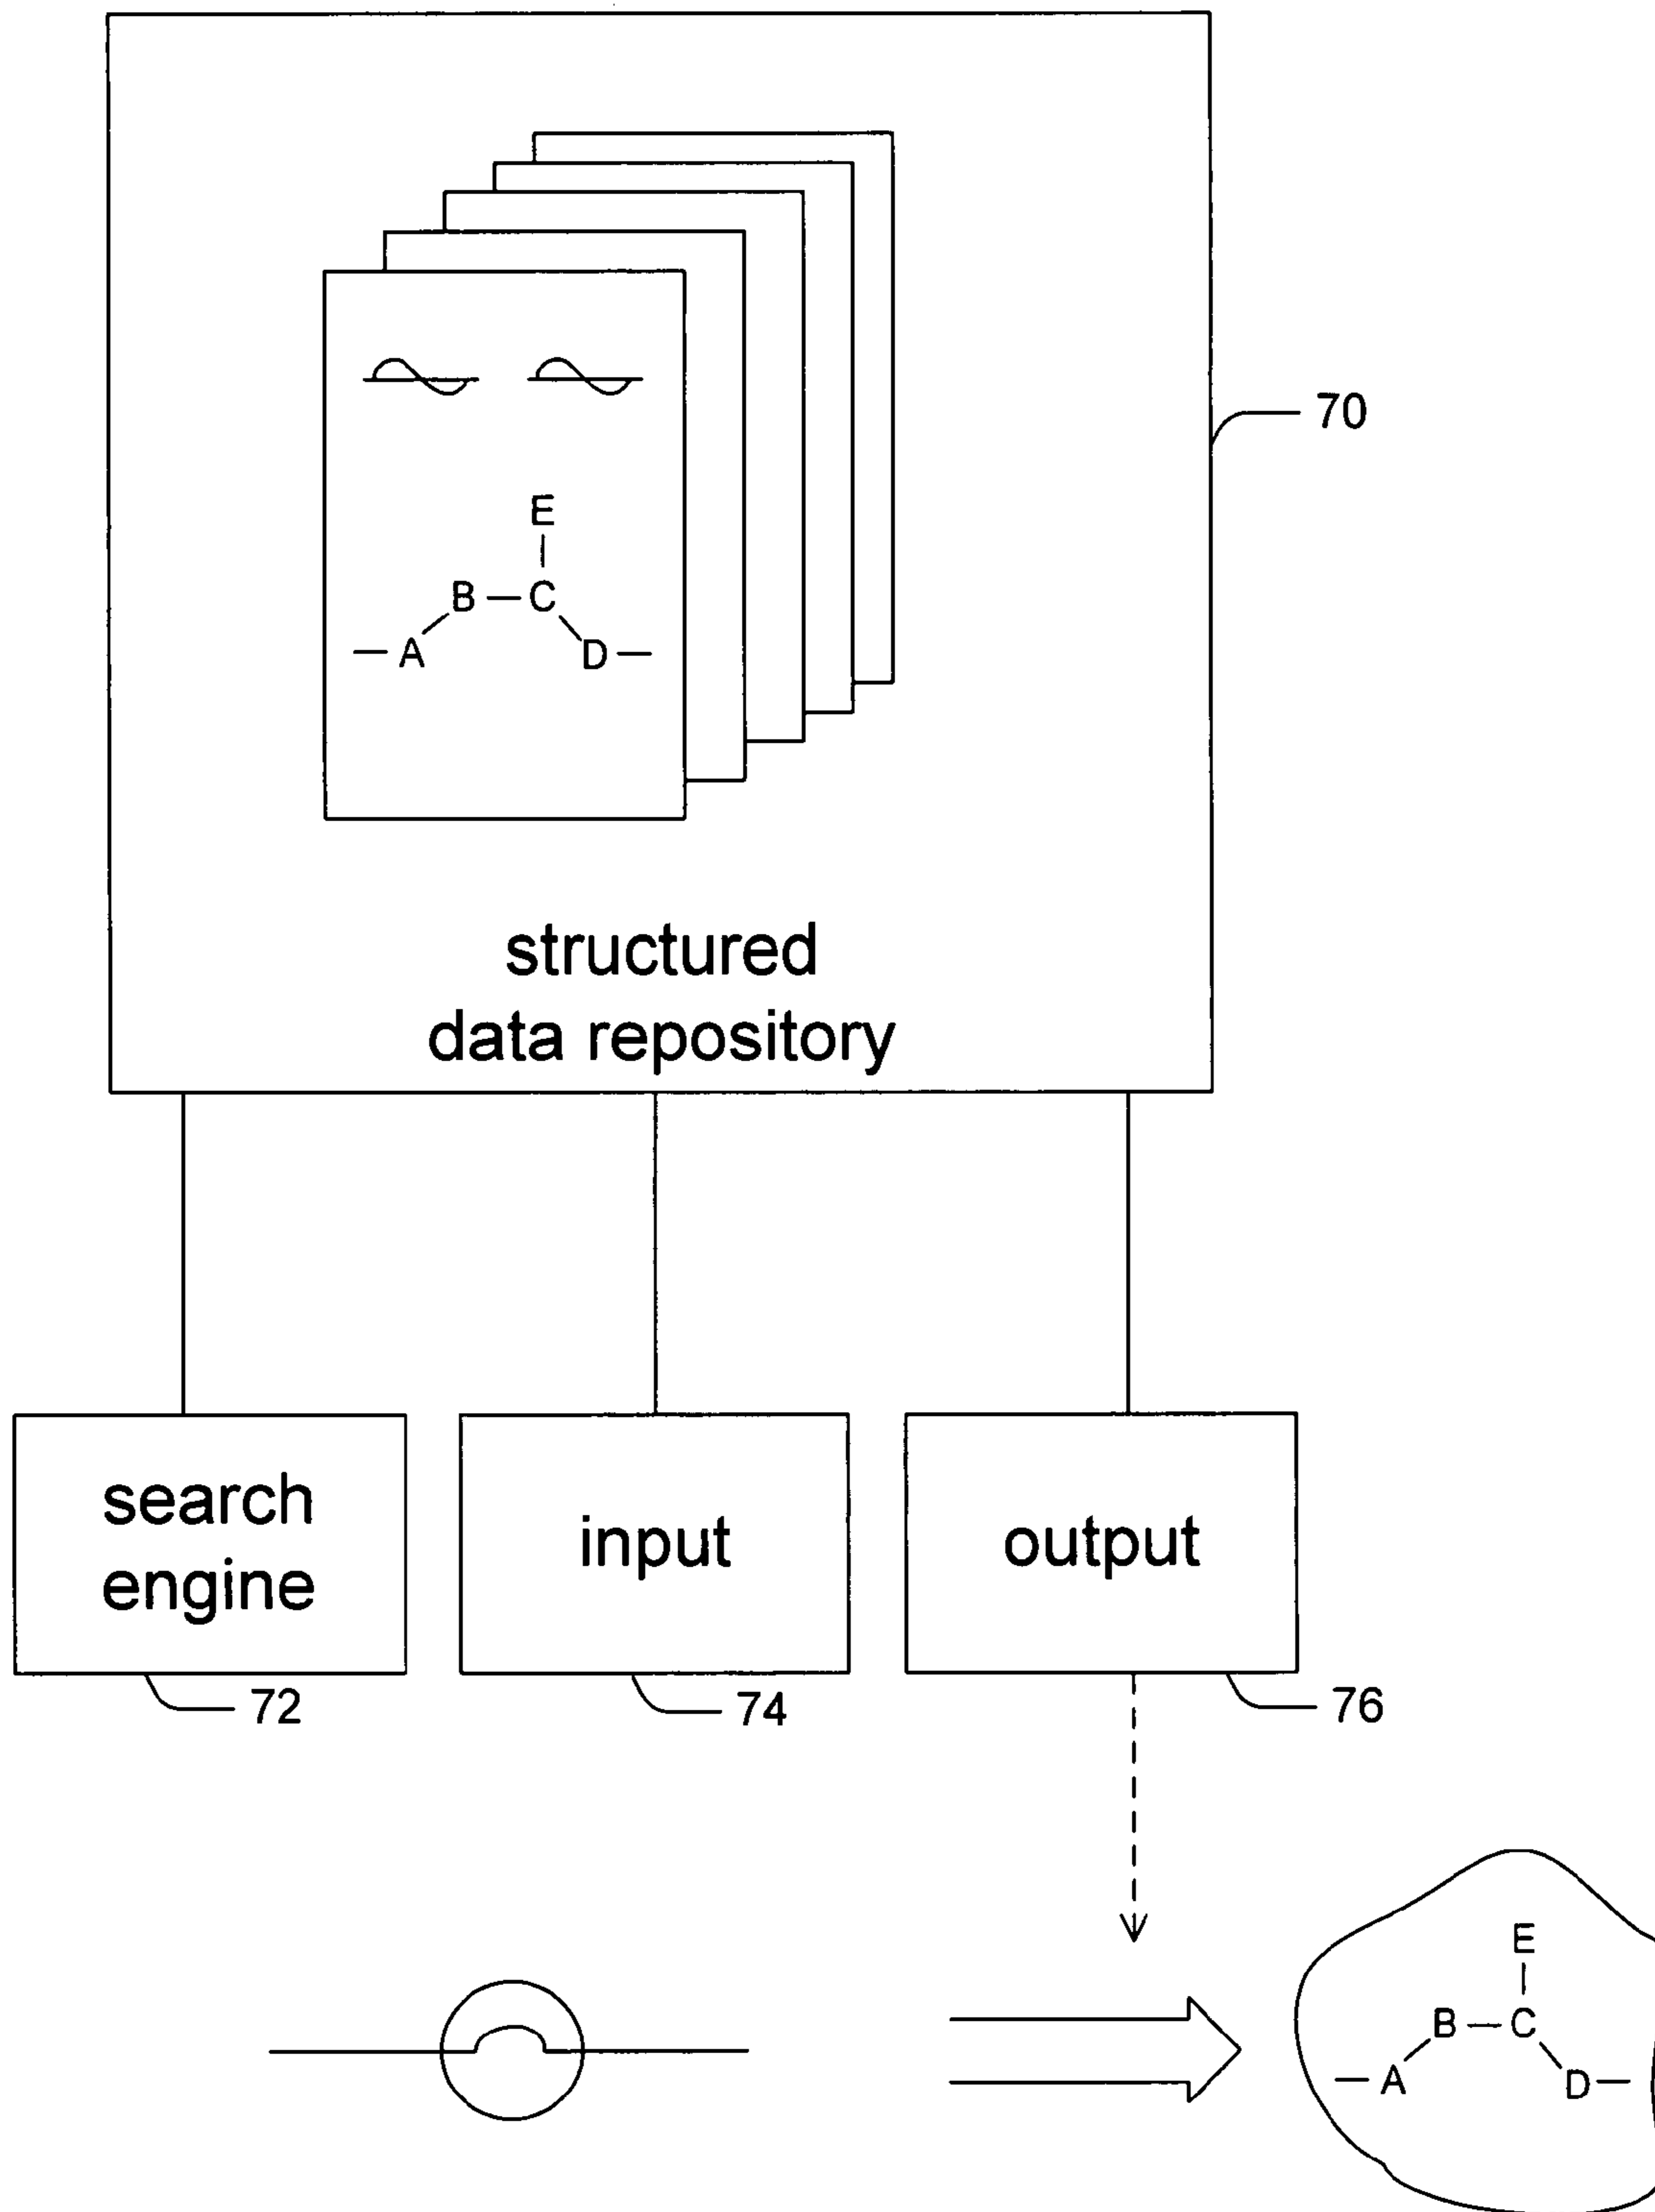 70
E
B — C
— A D —
structured
data repository
search
engine
input
output
72
74
76
E
B — C
— A D —